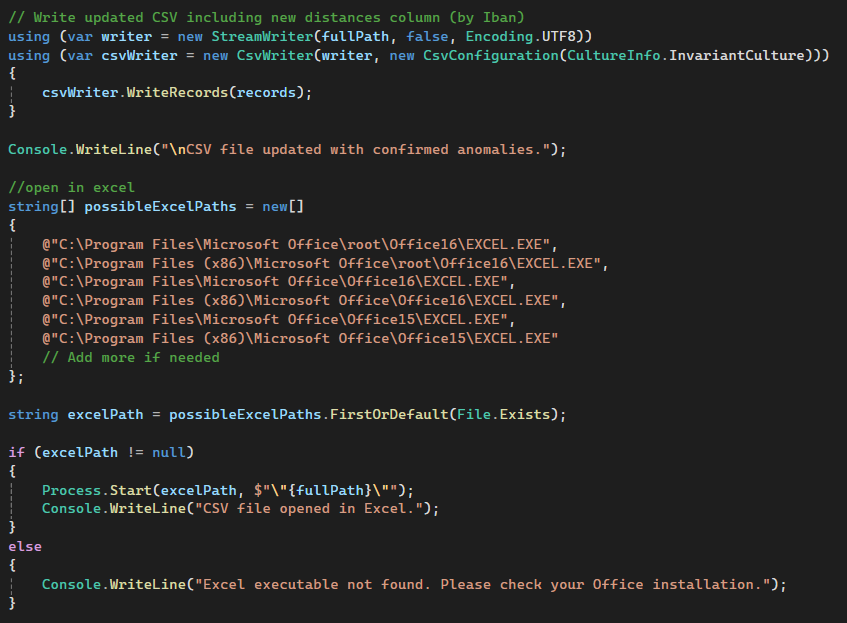 // Write updated CSV including new distances column (by Iban)
using (var writer = new StreamWriter(fullPath, false, Encoding.UTF8))
using (var csvWriter = new CsvWriter(writer, new CsvConfiguration(CultureInfo.InvariantCulture)))
{
    csvWriter.WriteRecords(records);
}

Console.WriteLine("\nCSV file updated with confirmed anomalies.");

//open in excel
string[] possibleExcelPaths = new[]
{
    @"C:\Program Files\Microsoft Office\root\Office16\EXCEL.EXE",
    @"C:\Program Files (x86)\Microsoft Office\root\Office16\EXCEL.EXE",
    @"C:\Program Files\Microsoft Office\Office16\EXCEL.EXE",
    @"C:\Program Files (x86)\Microsoft Office\Office16\EXCEL.EXE",
    @"C:\Program Files\Microsoft Office\Office15\EXCEL.EXE",
    @"C:\Program Files (x86)\Microsoft Office\Office15\EXCEL.EXE"
    // Add more if needed
};

string excelPath = possibleExcelPaths.FirstOrDefault(File.Exists);

if (excelPath != null)
{
    Process.Start(excelPath, $"\"{fullPath}\"");
    Console.WriteLine("CSV file opened in Excel.");
}
else
{
    Console.WriteLine("Excel executable not found. Please check your Office installation.");
}